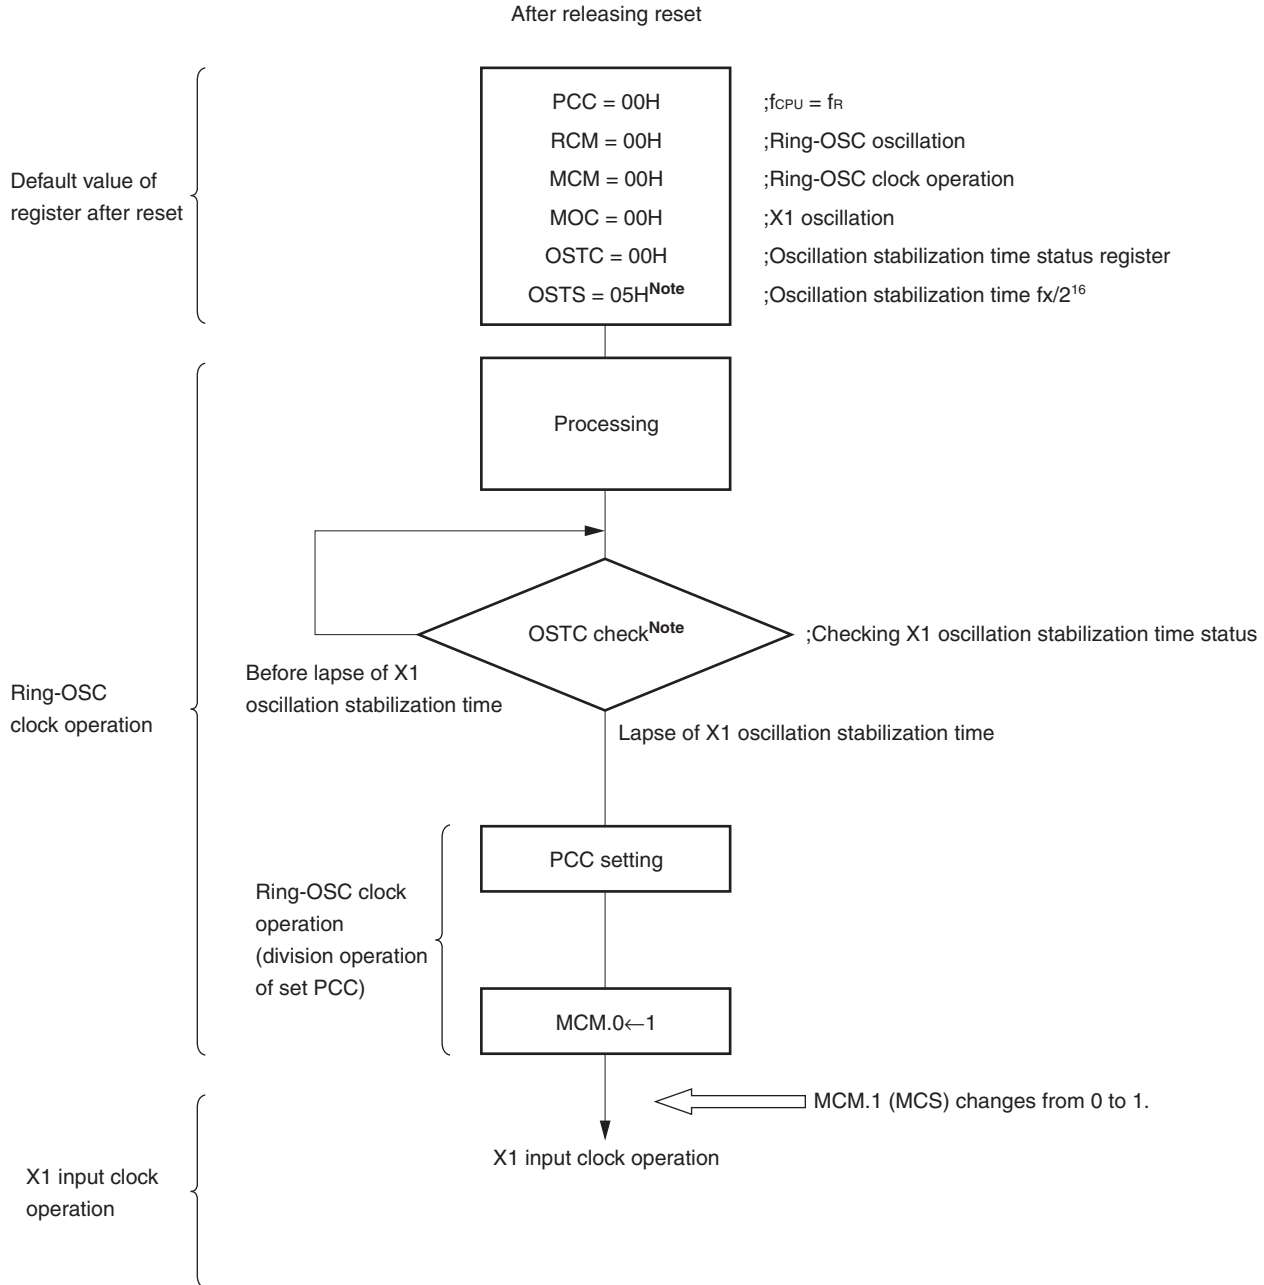 After releasing reset
Default value of
register after reset
PCC = 00H ;fCPU = fR
RCM = 00H ;Ring-OSC oscillation
MCM = 00H ;Ring-OSC clock operation
MOC = 00H ;X1 oscillation
OSTC = 00H ;Oscillation stabilization time status register
OSTS = 05HNote ;Oscillation stabilization time fx/2¹⁶
Processing
Ring-OSC
clock operation
OSTC checkNote ;Checking X1 oscillation stabilization time status
Before lapse of X1
oscillation stabilization time
Lapse of X1 oscillation stabilization time
Ring-OSC clock
operation
(division operation
of set PCC)
PCC setting
MCM.0←1
MCM.1 (MCS) changes from 0 to 1.
X1 input clock operation
X1 input clock
operation